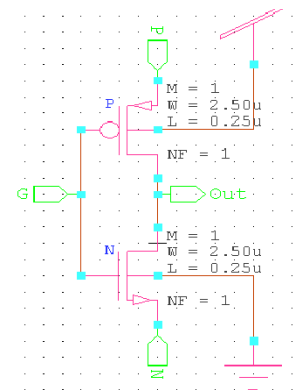 P
M = 1
P
W = 2.50u
L = 0.25u
NF = 1
G
Out
M = 1
N
W = 2.50u
L = 0.25u
NF = 1
N